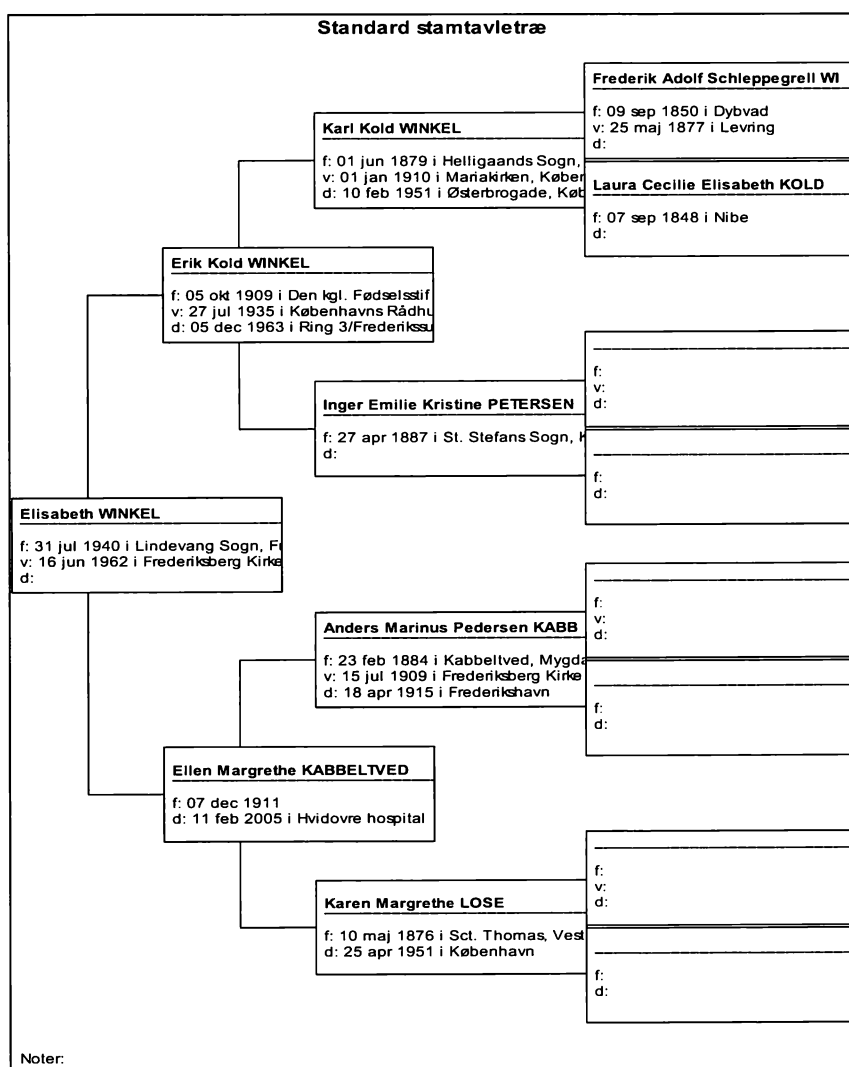 Standard stamtavletræ
Frederik Adolf Schleppegrell WI
f: 09 sep 1850 i Dybvad
v: 25 maj 1877 i Levring
d:
Karl Kold WINKEL
f: 01 jun 1879 i Helligaands Sogn,
v: 01 jan 1910 i Mariakirken, Køber
d: 10 feb 1951 i Østerbrogade, Køb
Laura Cecilie Elisabeth KOLD
f: 07 sep 1848 i Nibe
d:
Erik Kold WINKEL
f: 05 okt 1909 i Den kgl. Fødselsstif
v: 27 jul 1935 i Københavns Rådhu
d: 05 dec 1963 i Ring 3/Frederikssu
f:
v:
d:
Inger Emilie Kristine PETERSEN
f: 27 apr 1887 i St. Stefans Sogn, K
d:
f:
d:
Elisabeth WINKEL
f: 31 jul 1940 i Lindevang Sogn, Fr
v: 16 jun 1962 i Frederiksberg Kirke
d:
f:
v:
d:
Anders Marinus Pedersen KABB
f: 23 feb 1884 i Kabbeltved, Mygda
v: 15 jul 1909 i Frederiksberg Kirke
d: 18 apr 1915 i Frederikshavn
f:
d:
Ellen Margrethe KABBELTVED
f: 07 dec 1911
d: 11 feb 2005 i Hvidovre hospital
f:
v:
d:
Karen Margrethe LOSE
f: 10 maj 1876 i Sct. Thomas, Vest
d: 25 apr 1951 i København
f:
d:
Noter: